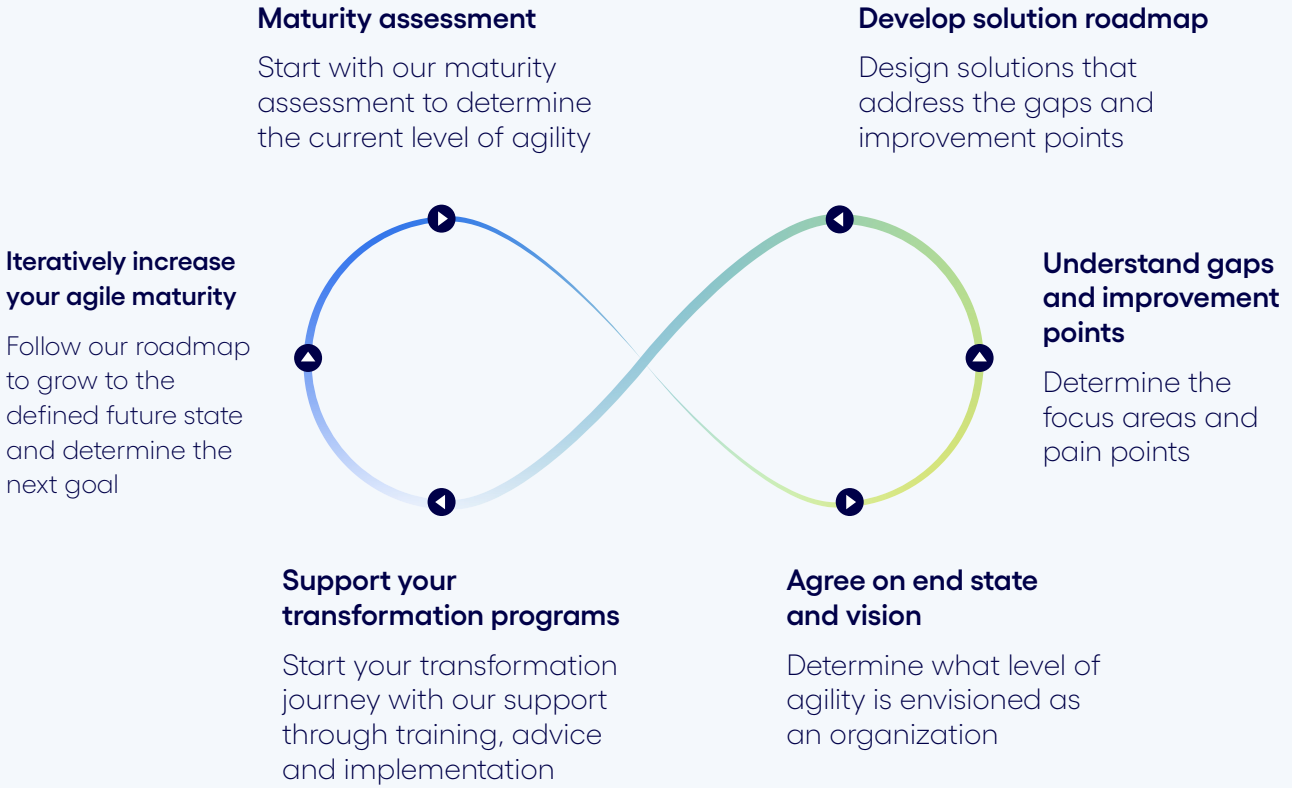 Maturity assessment
Start with our maturity
assessment to determine
the current level of agility
Develop solution roadmap
Design solutions that
address the gaps and
improvement points
Iteratively increase
your agile maturity
Follow our roadmap
to grow to the
defined future state
and determine the
next goal
Understand gaps
and improvement
points
Determine the
focus areas and
pain points
Support your
transformation programs
Start your transformation
journey with our support
through training, advice
and implementation
Agree on end state
and vision
Determine what level of
agility is envisioned as
an organization